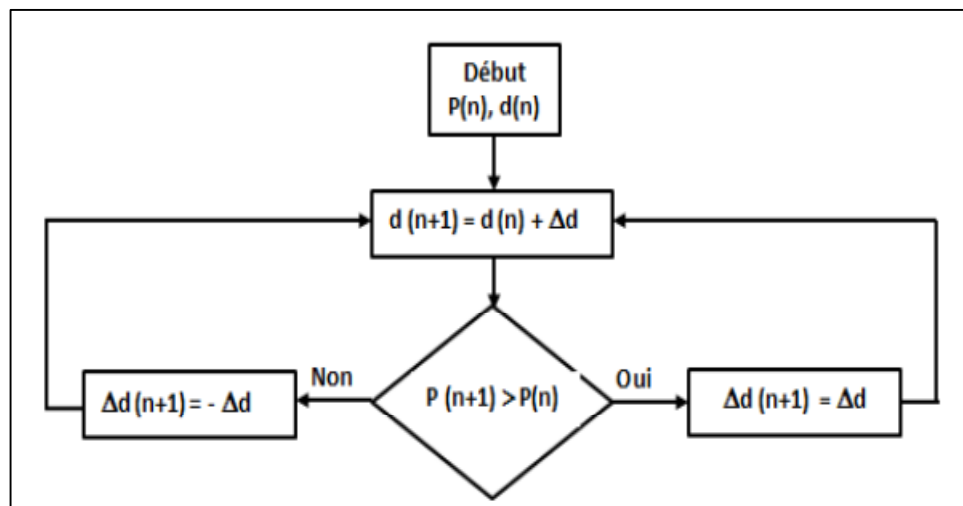 Début
P(n), d(n)
d (n+1) = d (n) + Δd
Non
P (n+1) > P(n)
Oui
Δd (n+1) = - Δd
Δd (n+1) = Δd